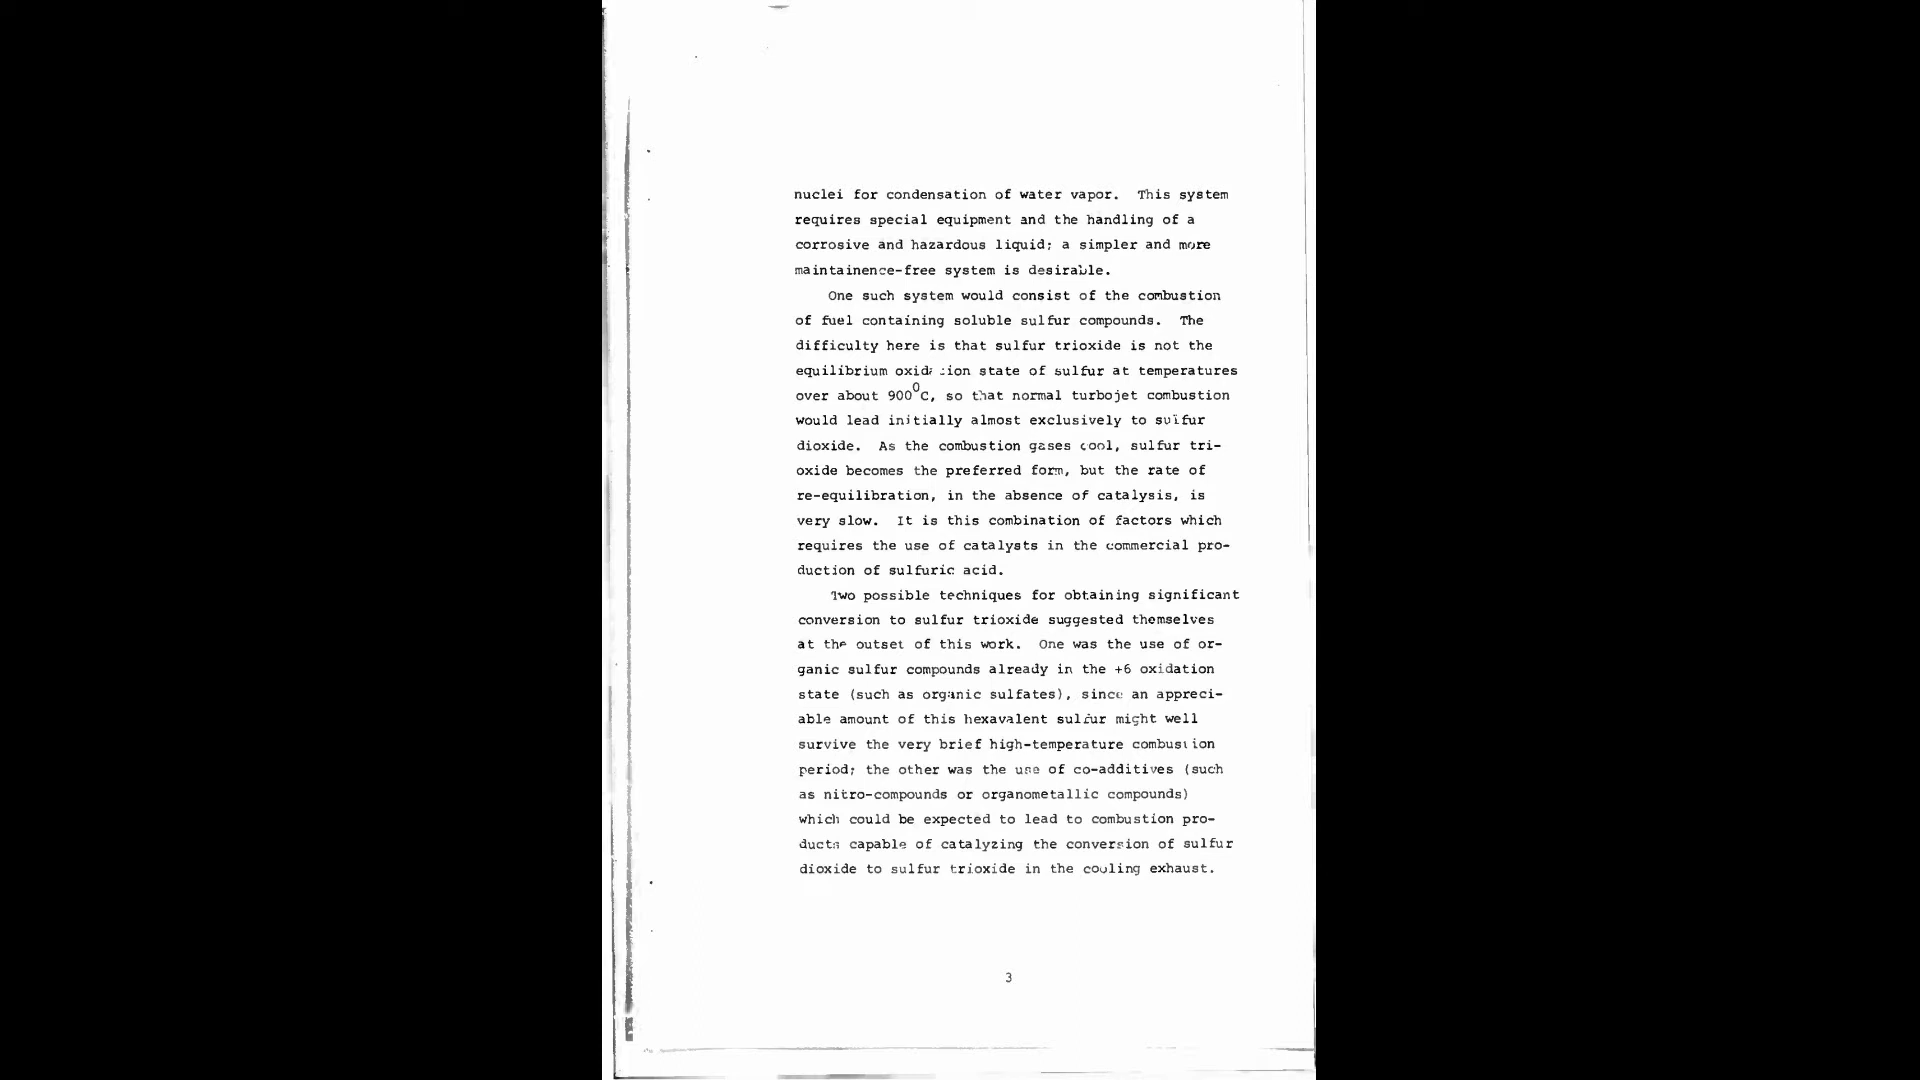 nuclei for condensation of water vapor. This system
requires special equipment and the handling of a
corrosive and hazardous liquid; a simpler and more
maintainence-free system is desirable.
One such system would consist of the combustion
of fuel containing soluble sulfur compounds. The
difficulty here is that sulfur trioxide is not the
equilibrium oxidation state of sulfur at temperatures
over about 900°C, so that normal turbojet combustion
would lead initially almost exclusively to sulfur
dioxide. As the combustion gases cool, sulfur tri-
oxide becomes the preferred form, but the rate of
re-equilibration, in the absence of catalysis, is
very slow. It is this combination of factors which
requires the use of catalysts in the commercial pro-
duction of sulfuric acid.
Two possible techniques for obtaining significant
conversion to sulfur trioxide suggested themselves
at the outset of this work. One was the use of or-
ganic sulfur compounds already in the +6 oxidation
state (such as organic sulfates), since an appreci-
able amount of this hexavalent sulfur might well
survive the very brief high-temperature combustion
period; the other was the use of co-additives (such
as nitro-compounds or organometallic compounds)
which could be expected to lead to combustion pro-
ducts capable of catalyzing the conversion of sulfur
dioxide to sulfur trioxide in the cooling exhaust.
3